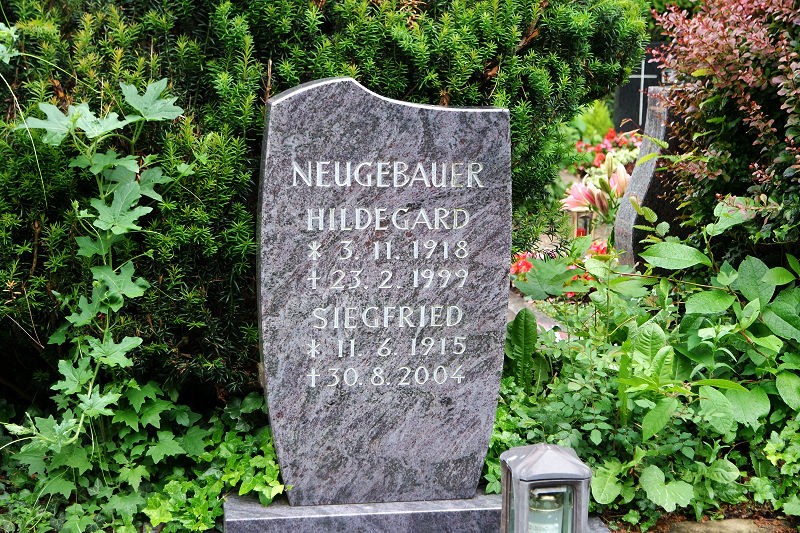 NEUGEBAUER
HILDEGARD
* 3. 11. 1918
† 23. 2. 1999
SIEGFRIED
* 11. 6. 1915
† 30. 8. 2004